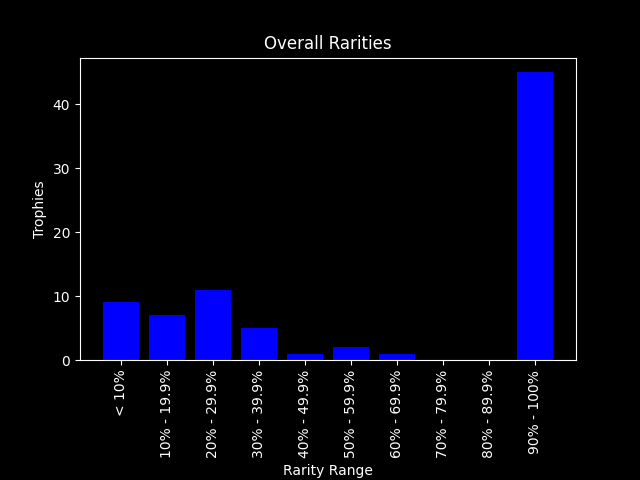 Overall Rarities
Trophies
40
30
20
10
0
< 10%
10% - 19.9%
20% - 29.9%
30% - 39.9%
40% - 49.9%
50% - 59.9%
60% - 69.9%
70% - 79.9%
80% - 89.9%
90% - 100%
Rarity Range